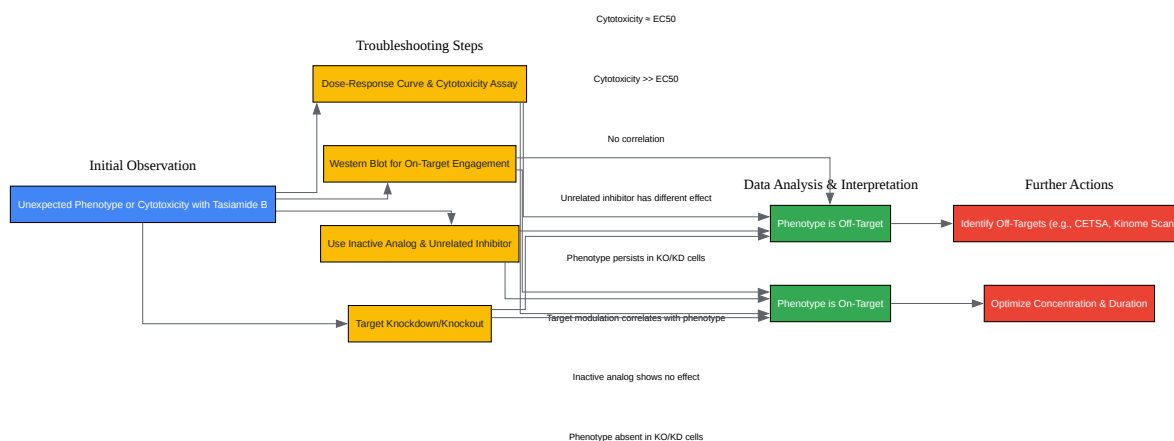 Cytotoxicity ≈ EC50
Troubleshooting Steps
Dose-Response Curve & Cytotoxicity Assay
Cytotoxicity >> EC50
No correlation
Initial Observation
Western Blot for On-Target Engagement
Data Analysis & Interpretation
Further Actions
Unexpected Phenotype or Cytotoxicity with Tasiamide B
Unrelated inhibitor has different effect
Phenotype is Off-Target
Identify Off-Targets (e.g., CETSA, Kinome Scan
Use Inactive Analog & Unrelated Inhibitor
Phenotype persists in KO/KD cells
Phenotype is On-Target
Optimize Concentration & Duration
Target Knockdown/Knockout
Target modulation correlates with phenotype
Inactive analog shows no effect
Phenotype absent in KO/KD cells